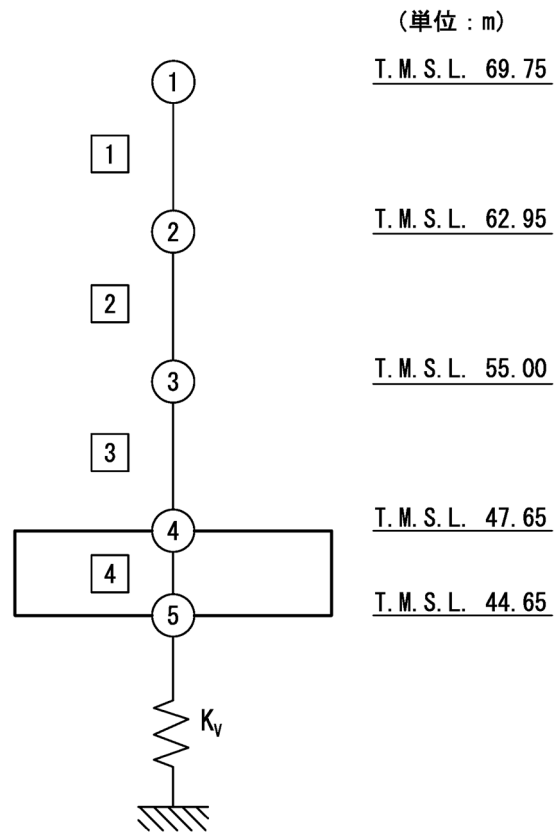 (単位:m)
① T.M.S.L. 69.75
1
② T.M.S.L. 62.95
2
③ T.M.S.L. 55.00
3
④ T.M.S.L. 47.65
4
⑤ T.M.S.L. 44.65
Kv